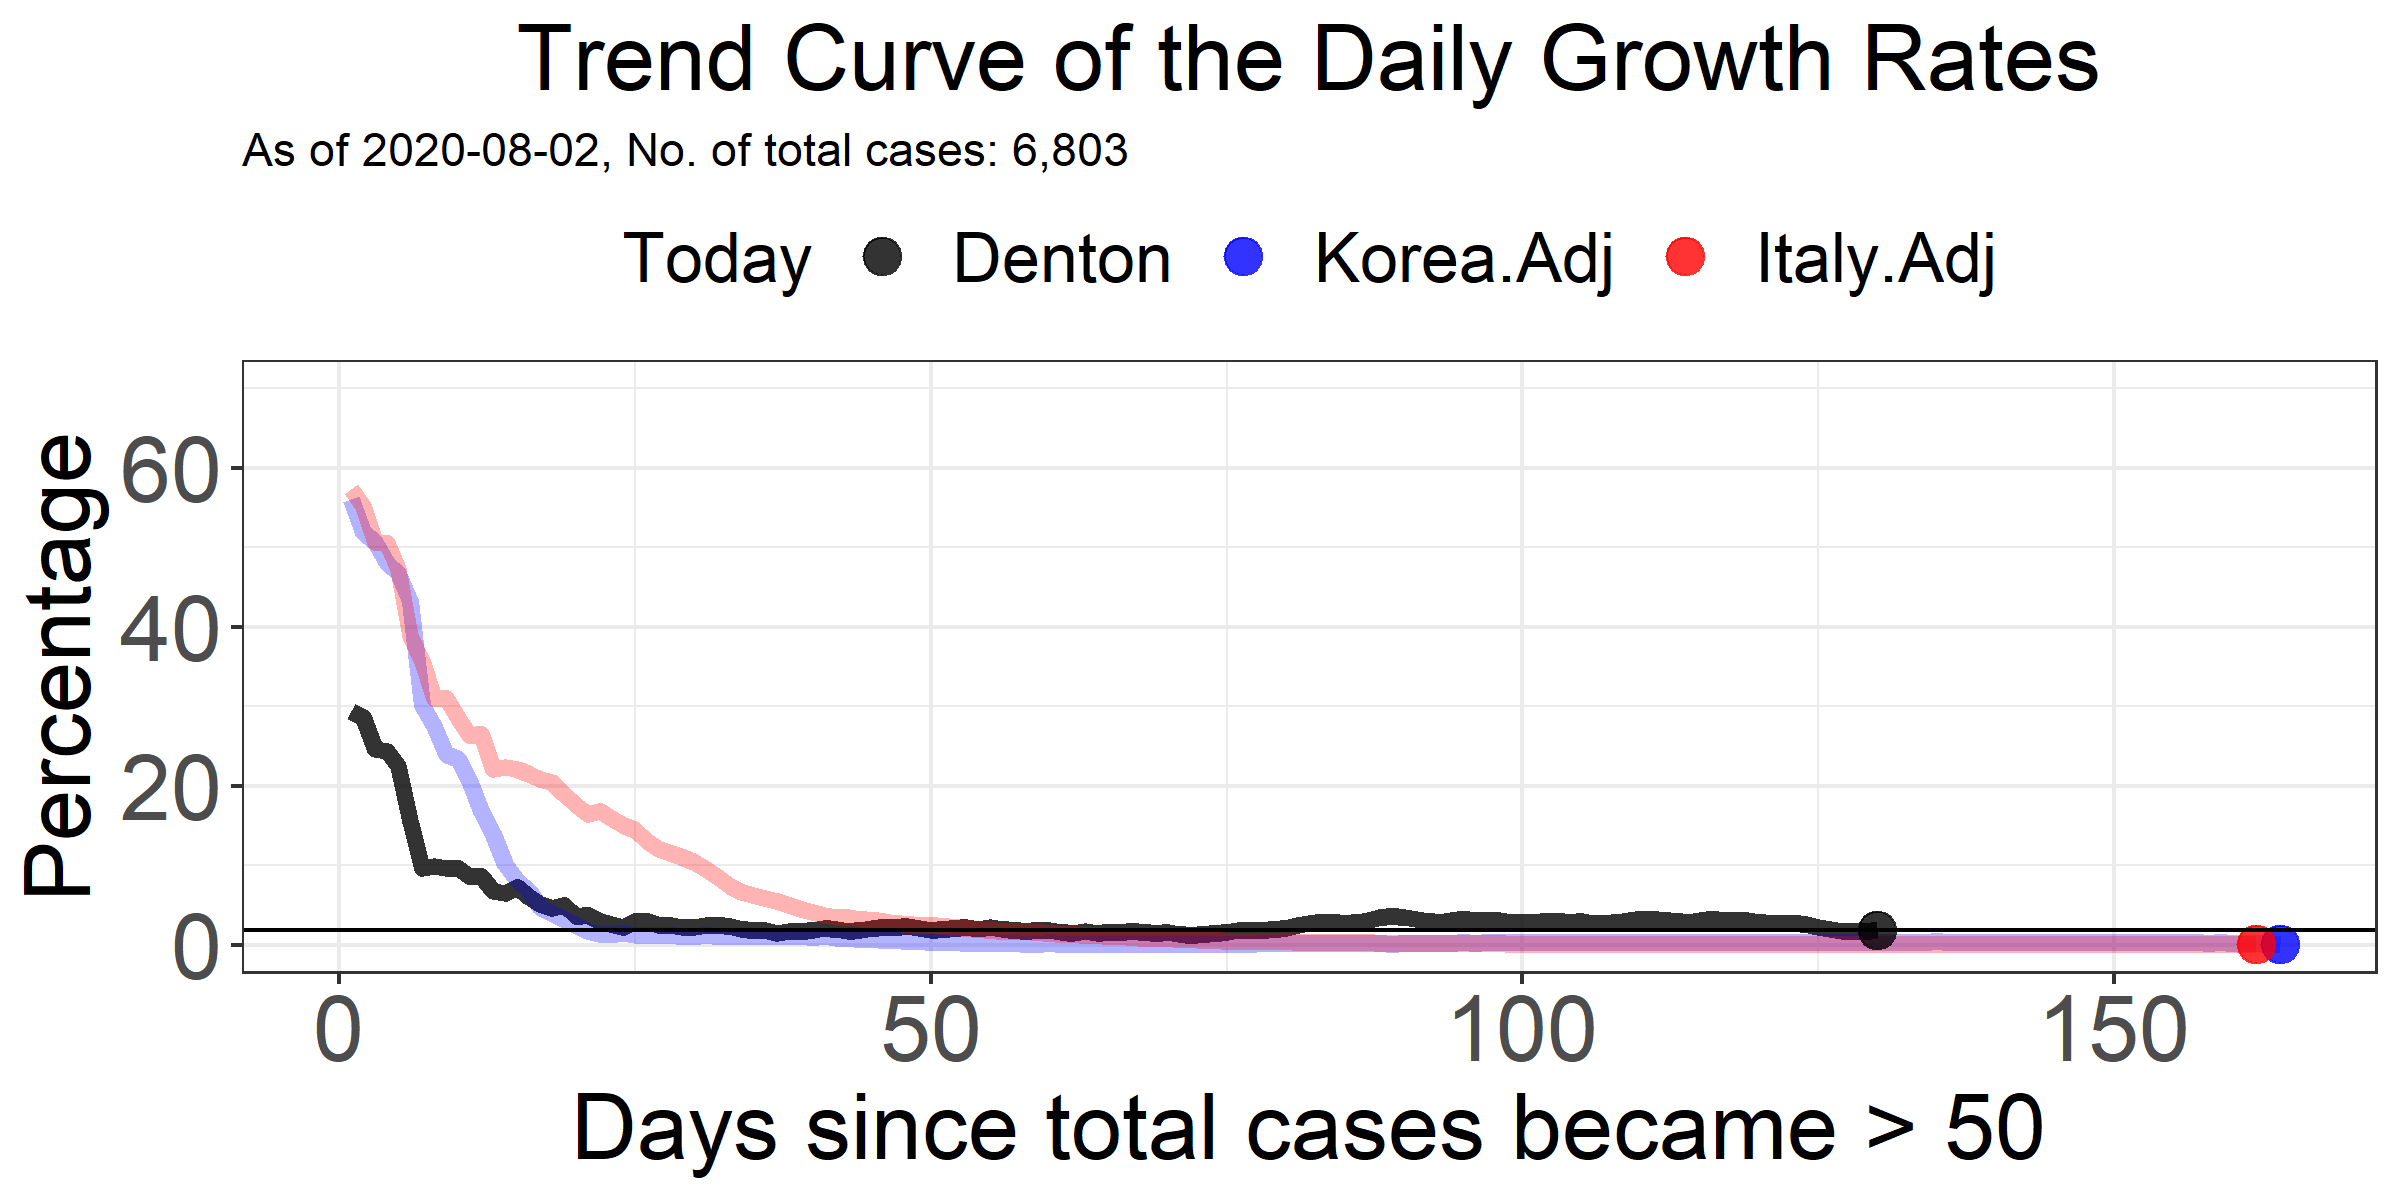 Trend Curve of the Daily Growth Rates
As of 2020-08-02, No. of total cases: 6,803
Today Denton Korea.Adj Italy.Adj
Percentage
60
40
20
0
0 50 100 150
Days since total cases became > 50